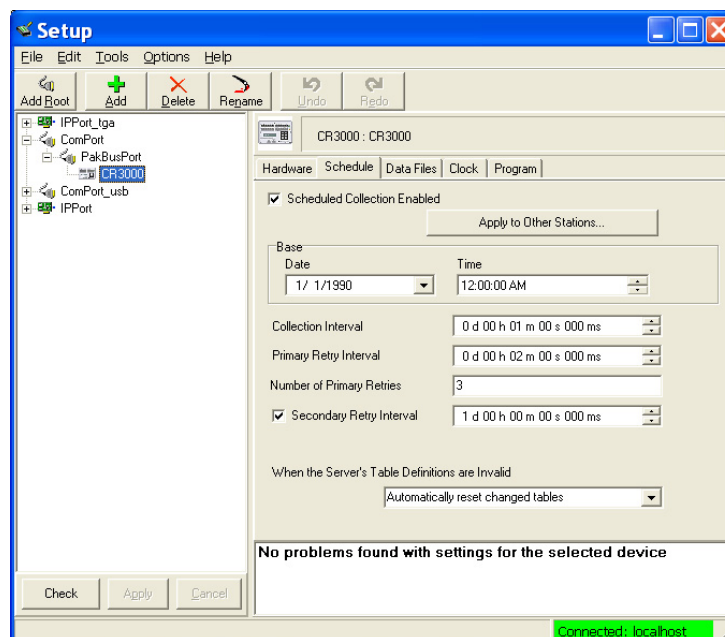 Setup
File Edit Tools Options Help
Add Root Add Delete Rename Undo Redo
IPPort_tga
ComPort
PakBusPort
CR3000
ComPort_usb
IPPort
CR3000 : CR3000
Hardware Schedule Data Files Clock Program
Scheduled Collection Enabled
Apply to Other Stations...
Base
Date Time
1/ 1/1990 12:00:00 AM
Collection Interval 0 d 00 h 01 m 00 s 000 ms
Primary Retry Interval 0 d 00 h 02 m 00 s 000 ms
Number of Primary Retries 3
Secondary Retry Interval 1 d 00 h 00 m 00 s 000 ms
When the Server's Table Definitions are Invalid
Automatically reset changed tables
No problems found with settings for the selected device
Check Apply Cancel
Connected: localhost